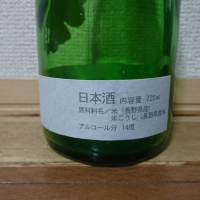 日本酒 内容量 720ml
原材料名/米(長野県産)
米こうじ(長野県産米
アルコール分 14度